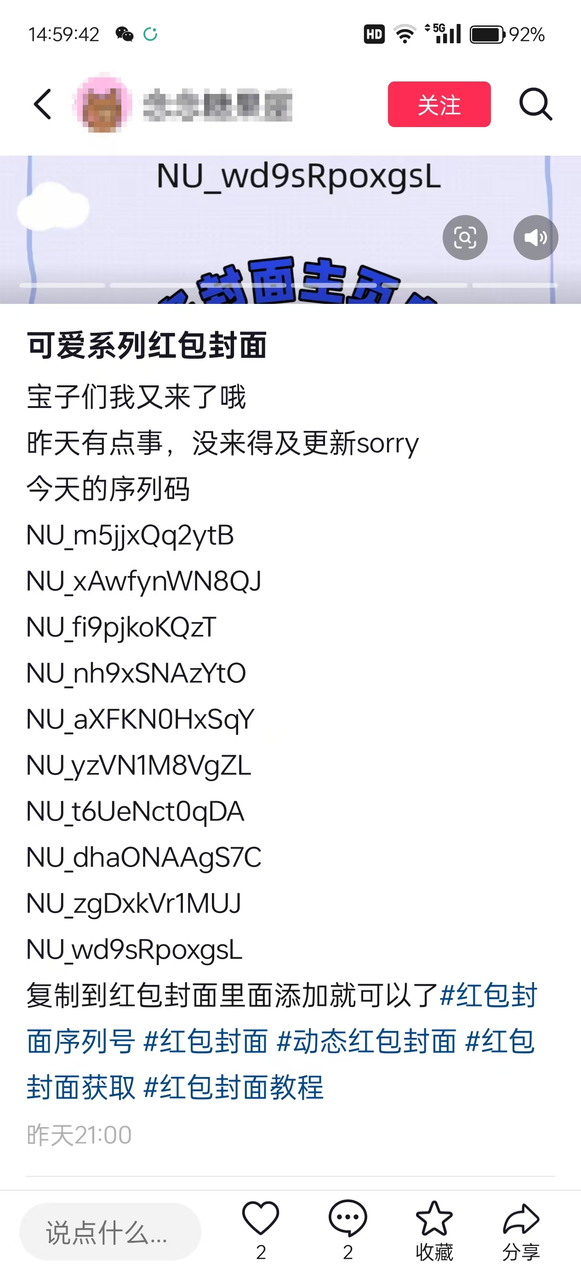 14:59:42
HD
5G
92%
关注
NU_wd9sRpoxgsL
封面主页
可爱系列红包封面
宝子们我又来了哦
昨天有点事，没来得及更新sorry
今天的序列码
NU_m5jjxQq2ytB
NU_xAwfynWN8QJ
NU_fi9pjkoKQzT
NU_nh9xSNAzYtO
NU_aXFKN0HxSqY
NU_yzVN1M8VgZL
NU_t6UeNct0qDA
NU_dhaONAAgS7C
NU_zgDxkVr1MUJ
NU_wd9sRpoxgsL
复制到红包封面里面添加就可以了#红包封
面序列号 #红包封面 #动态红包封面 #红包
封面获取 #红包封面教程
昨天21:00
说点什么...
2
2
收藏
分享